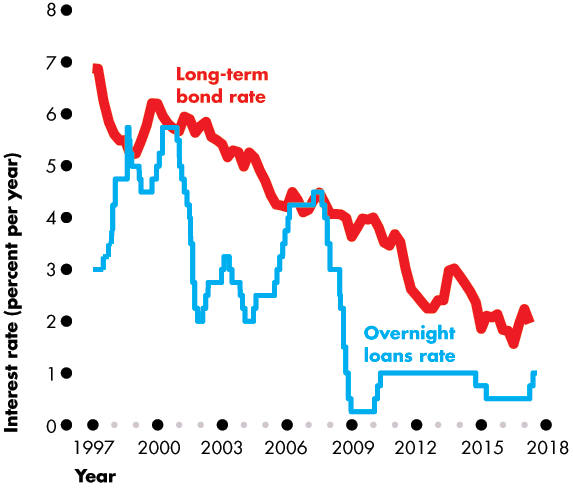 8
7
6
5
4
3
2
1
0
Interest rate (percent per year)
Long-term
bond rate
Overnight
loans rate
1997 2000 2003 2006 2009 2012 2015 2018
Year